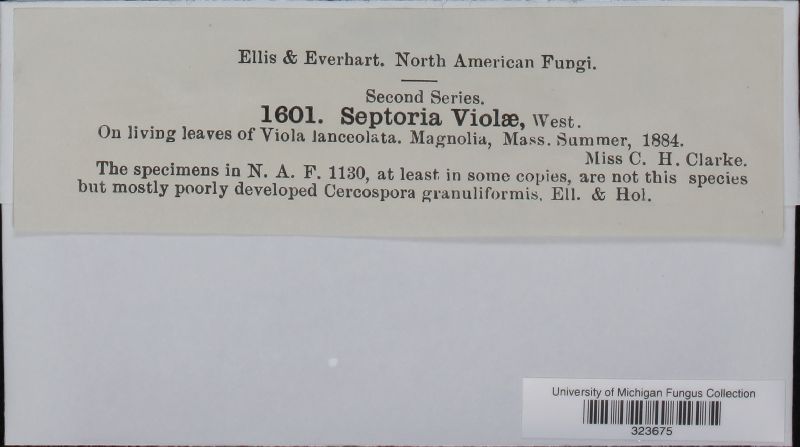 Ellis & Everhart. North American Fungi.
Second Series.
1601. Septoria Violæ, West.
On living leaves of Viola lanceolata. Magnolia, Mass. Summer, 1884.
Miss C. H. Clarke.
The specimens in N. A. F. 1130, at least in some copies, are not this species
but mostly poorly developed Cercospora granuliformis, Ell. & Hol.
University of Michigan Fungus Collection
323675